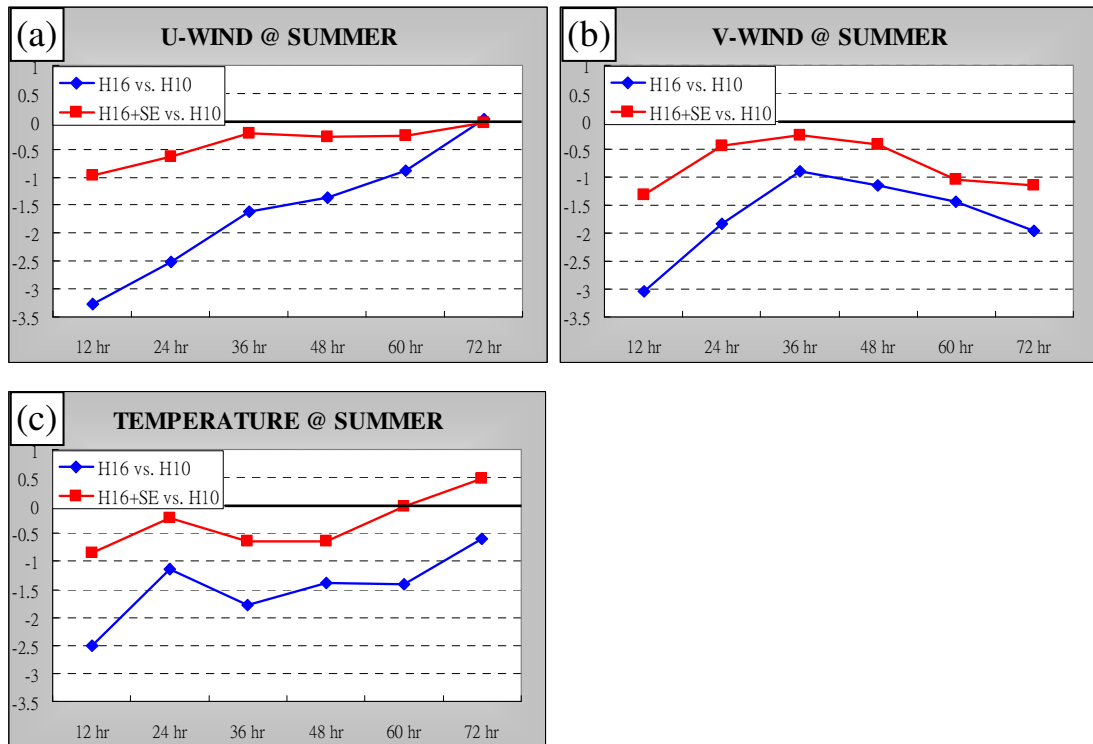 (a)
U-WIND @ SUMMER
1
0.5
0
-0.5
-1
-1.5
-2
-2.5
-3
-3.5
H16 vs. H10
H16+SE vs. H10
12 hr 24 hr 36 hr 48 hr 60 hr 72 hr
(b)
V-WIND @ SUMMER
1
0.5
0
-0.5
-1
-1.5
-2
-2.5
-3
-3.5
H16 vs. H10
H16+SE vs. H10
12 hr 24 hr 36 hr 48 hr 60 hr 72 hr
(c)
TEMPERATURE @ SUMMER
1
0.5
0
-0.5
-1
-1.5
-2
-2.5
-3
-3.5
H16 vs. H10
H16+SE vs. H10
12 hr 24 hr 36 hr 48 hr 60 hr 72 hr